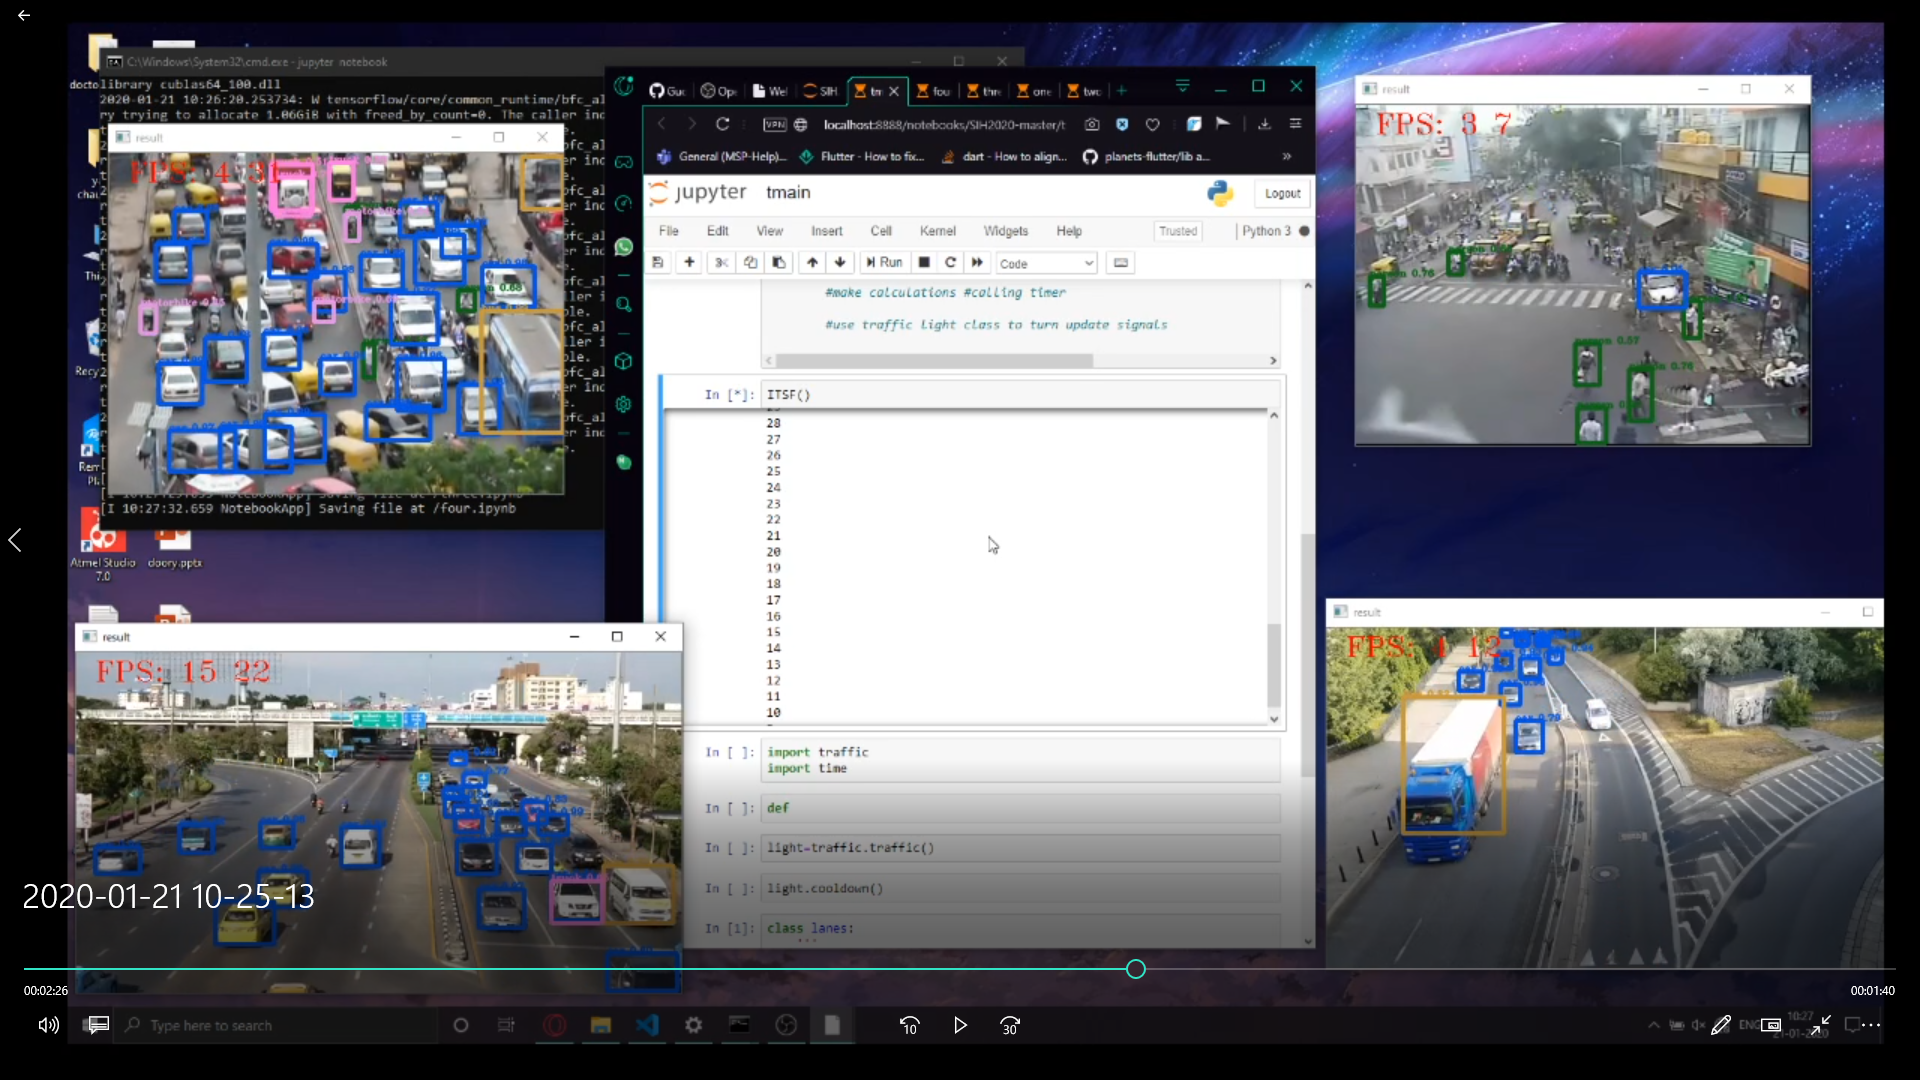 C:\Windows\System32\cmd.exe - jupyter notebook
library cublas64_100.dll
2020-01-21 10:26:20.253734: W tensorflow/core/common_runtime/bfc_al
ry trying to allocate 1.06GiB with freed_by_count=0. The caller ind
result
FPS: 4 31
[I 10:27:32.659 NotebookApp] Saving file at /four.ipynb
Atmel Studio
7.0
doory.pptx
SIH
fou
thr
one
two
VPN
localhost:8888/notebooks/SIH2020-master/t
General (MSP-Help)...
Flutter - How to fix...
dart - How to align...
planets-flutter/lib a...
jupyter
tmain
Logout
File
Edit
View
Insert
Cell
Kernel
Widgets
Help
Trusted
Python 3
Run
Code
#make calculations #calling timer
#use traffic light class to turn update signals
In [*]:
ITSF()
28
27
26
25
24
23
22
21
20
19
18
17
16
15
14
13
12
11
10
In [ ]:
import traffic
import time
In [ ]:
def
In [ ]:
light=traffic.traffic()
In [ ]:
light.cooldown()
In [1]:
class lanes:
result
FPS: 3 7
result
FPS: 15 22
result
2020-01-21 10-25-13
00:02:26
00:01:40
Type here to search
10
30
ENG
10:27
21-01-2020